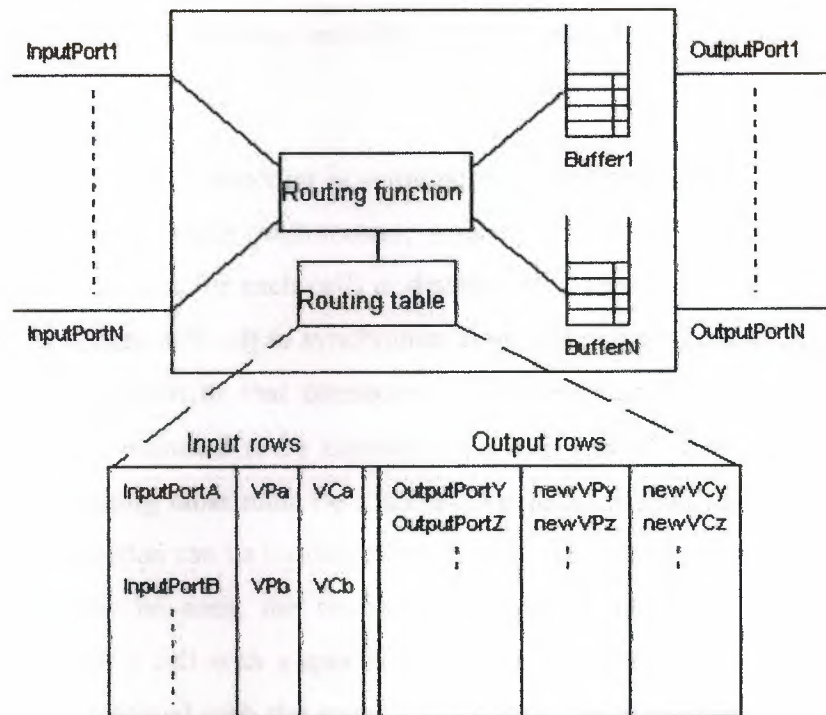 InputPort1
OutputPort1
Buffer1
Routing function
Routing table
InputPortN
BufferN
OutputPortN
Input rows
Output rows
InputPortA VPa VCa OutputPortY newVPy newVCy
OutputPortZ newVPz newVCz
InputPortB VPb VCb